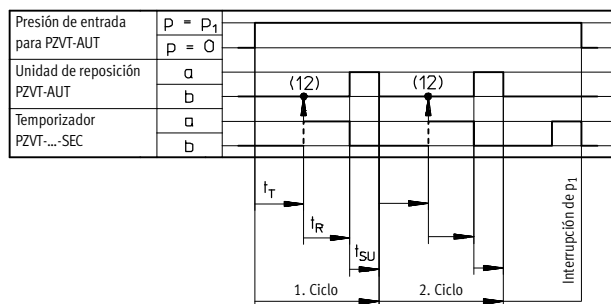 Presión de entrada
para PZVT-AUT
p = p1
p = 0
Unidad de reposición
PZVT-AUT
a
b
(12)
(12)
Temporizador
PZVT-...-SEC
a
b
tT
tR
tSU
Interrupción de p1
1. Ciclo
2. Ciclo